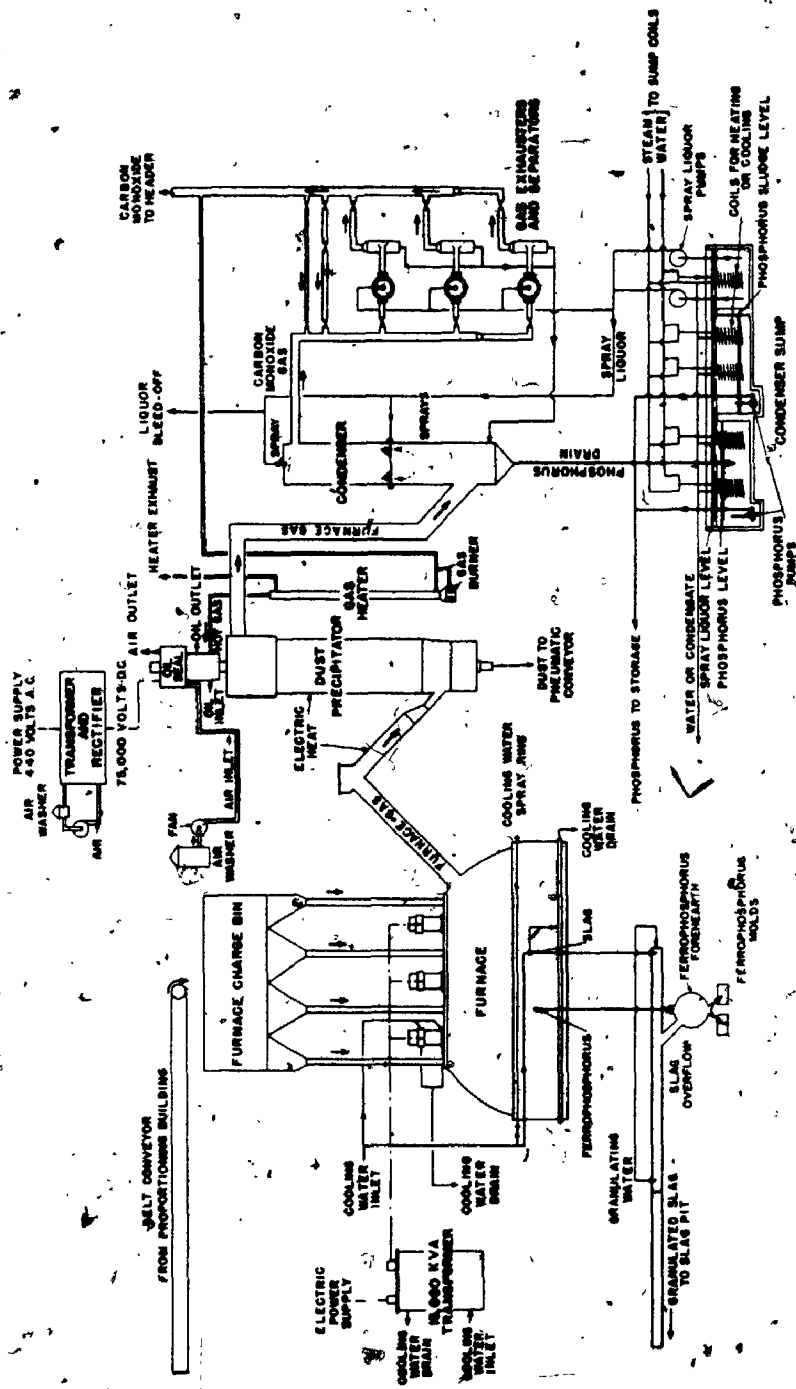 BELT CONVEYOR
FROM PROPORTIONING BUILDING
FURNACE CHARGE BIN
ELECTRIC
POWER
SUPPLY
KVA
TRANSFORMER
COOLING
WATER
DRAIN
COOLING
WATER
INLET
COOLING
WATER
INLET
COOLING
WATER
DRAIN
FURNACE
FERROPHOSPHORUS
SLAG
COOLING WATER
SPRAY RING
COOLING
WATER
DRAIN
GRANULATING
WATER
GRANULATED SLAG
TO SLAG PIT
SLAG
OVERFLOW
FERROPHOSPHORUS
FOREHEARTH
FERROPHOSPHORUS
MOLDS
POWER SUPPLY
440 VOLTS A.C.
TRANSFORMER
AND
RECTIFIER
75,000 VOLTS-D.C.
AIR
WASHER
AIR
FAN
AIR
WASHER
AIR INLET
OIL
SEAL
AIR OUTLET
OIL OUTLET
HOT GAS
OIL
INLET
FURNACE GAS
ELECTRIC
HEAT
DUST
PRECIPITATOR
DUST TO
PNEUMATIC
CONVEYOR
HEATER EXHAUST
GAS
HEATER
GAS
BURNER
FURNACE GAS
LIQUOR
BLEED-OFF
SPRAY
CONDENSER
SPRAYS
CARBON
MONOXIDE
GAS
CARBON
MONOXIDE
TO HEADER
GAS EXHAUSTERS
AND SEPARATORS
SPRAY
LIQUOR
PHOSPHORUS
DRAIN
PHOSPHORUS TO STORAGE
WATER OR CONDENSATE
SPRAY LIQUOR LEVEL
PHOSPHORUS LEVEL
PHOSPHORUS
PUMPS
CONDENSER SUMP
STEAM
WATER
TO SUMP COILS
SPRAY LIQUOR
PUMPS
COILS FOR HEATING
OR COOLING
PHOSPHORUS SLUDGE LEVEL